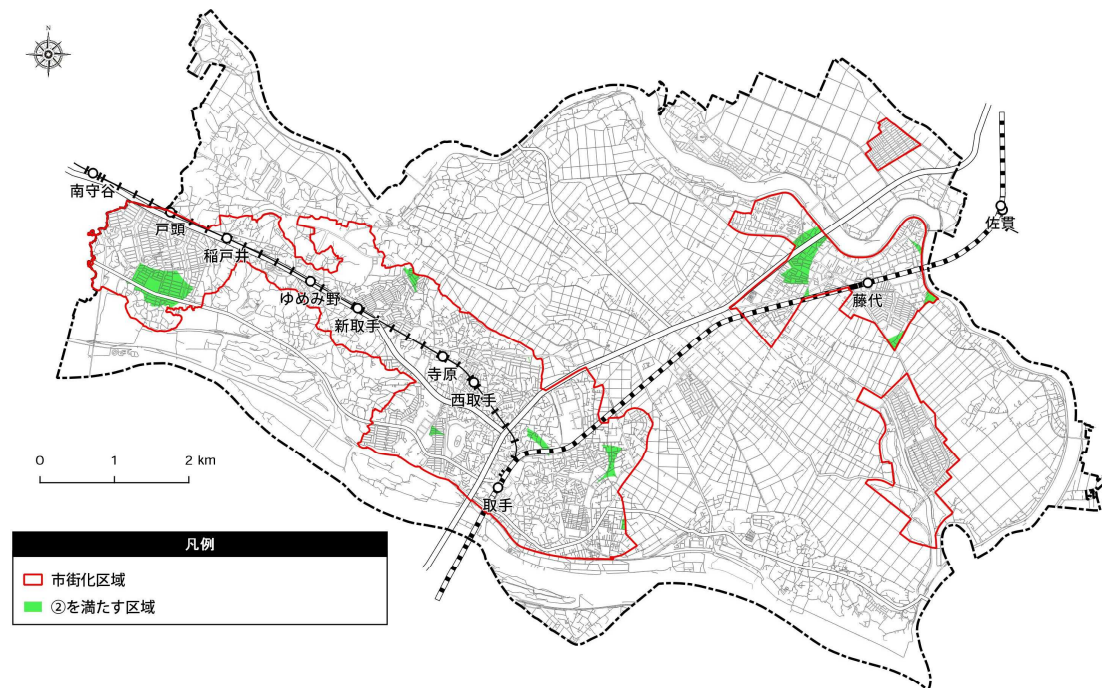 N
南守谷
戸頭
稲戸井
ゆめみ野
新取手
寺原
西取手
取手
藤代
佐貫
0 1 2 km
凡例
市街化区域
②を満たす区域